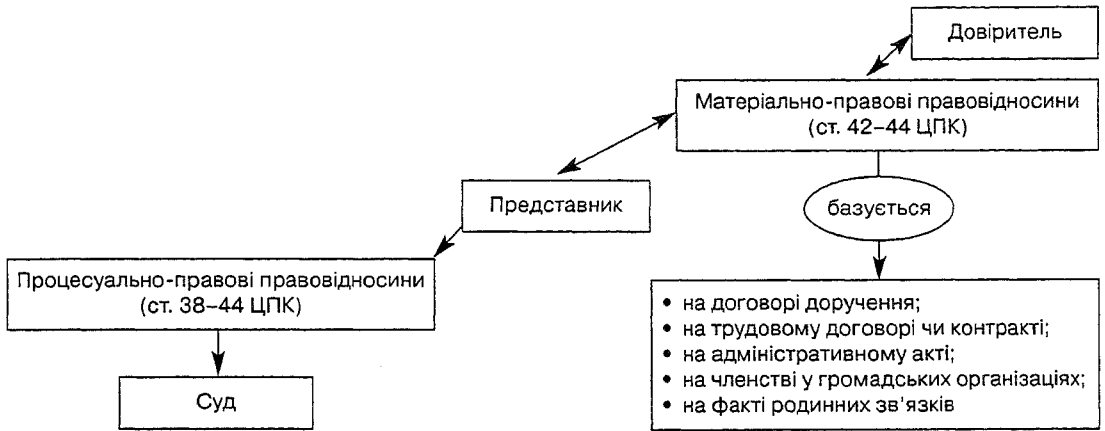 Довіритель
Матеріально-правові правовідносини
(ст. 42–44 ЦПК)
Представник
базується
Процесуально-правові правовідносини
(ст. 38–44 ЦПК)
• на договорі доручення;
• на трудовому договорі чи контракті;
• на адміністративному акті;
• на членстві у громадських організаціях;
• на факті родинних зв'язків
Суд